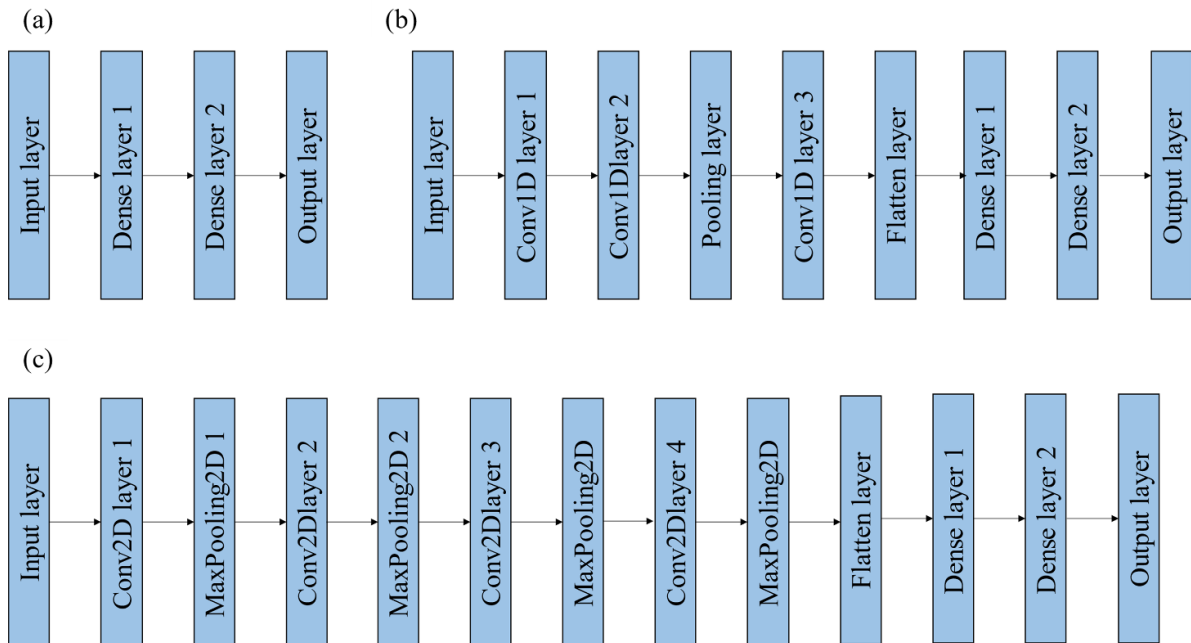 (a)
Input layer
Dense layer 1
Dense layer 2
Output layer
(b)
Input layer
Conv1D layer 1
Conv1Dlayer 2
Pooling layer
Conv1D layer 3
Flatten layer
Dense layer 1
Dense layer 2
Output layer
(c)
Input layer
Conv2D layer 1
MaxPooling2D 1
Conv2Dlayer 2
MaxPooling2D 2
Conv2Dlayer 3
MaxPooling2D
Conv2Dlayer 4
MaxPooling2D
Flatten layer
Dense layer 1
Dense layer 2
Output layer